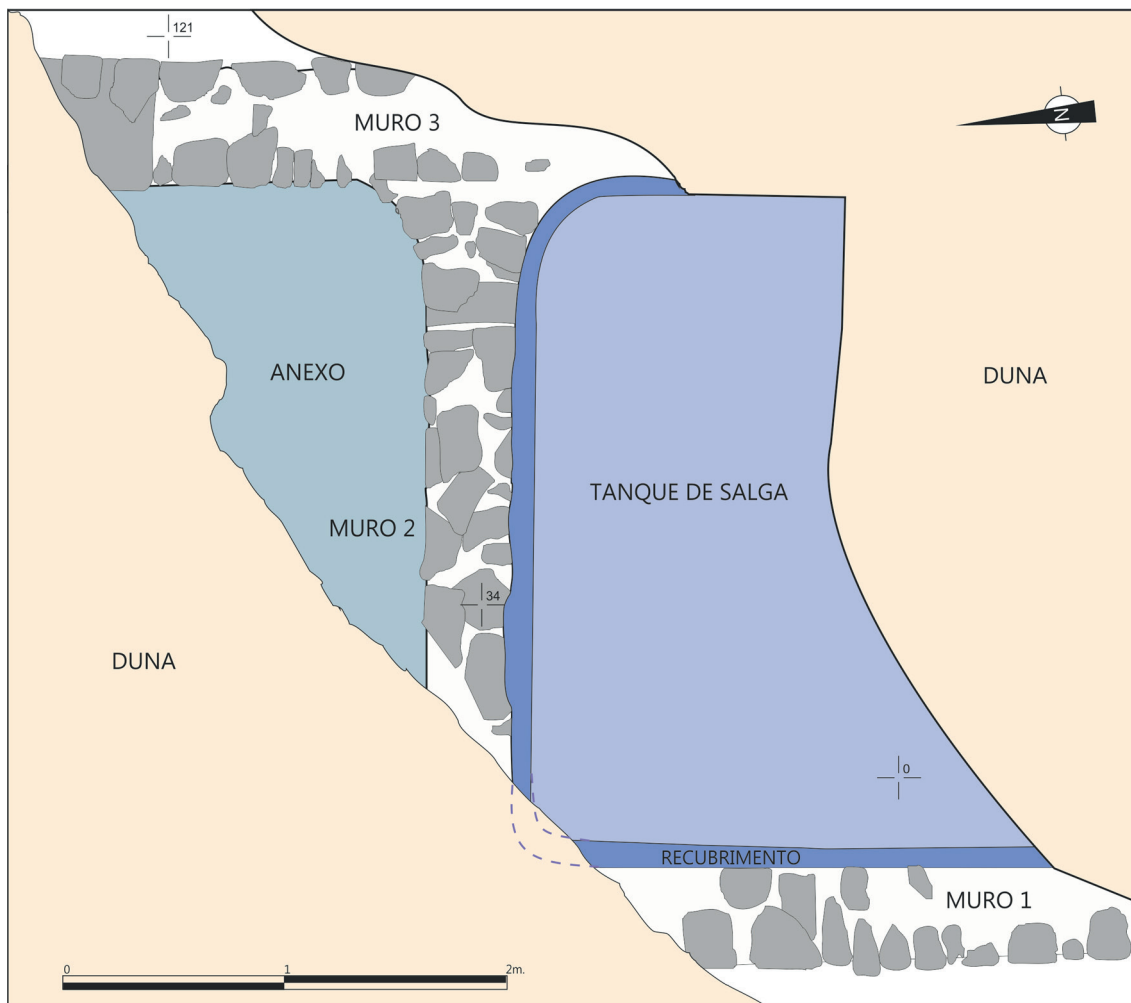 121
MURO 3
N
ANEXO
DUNA
TANQUE DE SALGA
MURO 2
34
DUNA
0
RECUBRIMENTO
MURO 1
0 1 2m.